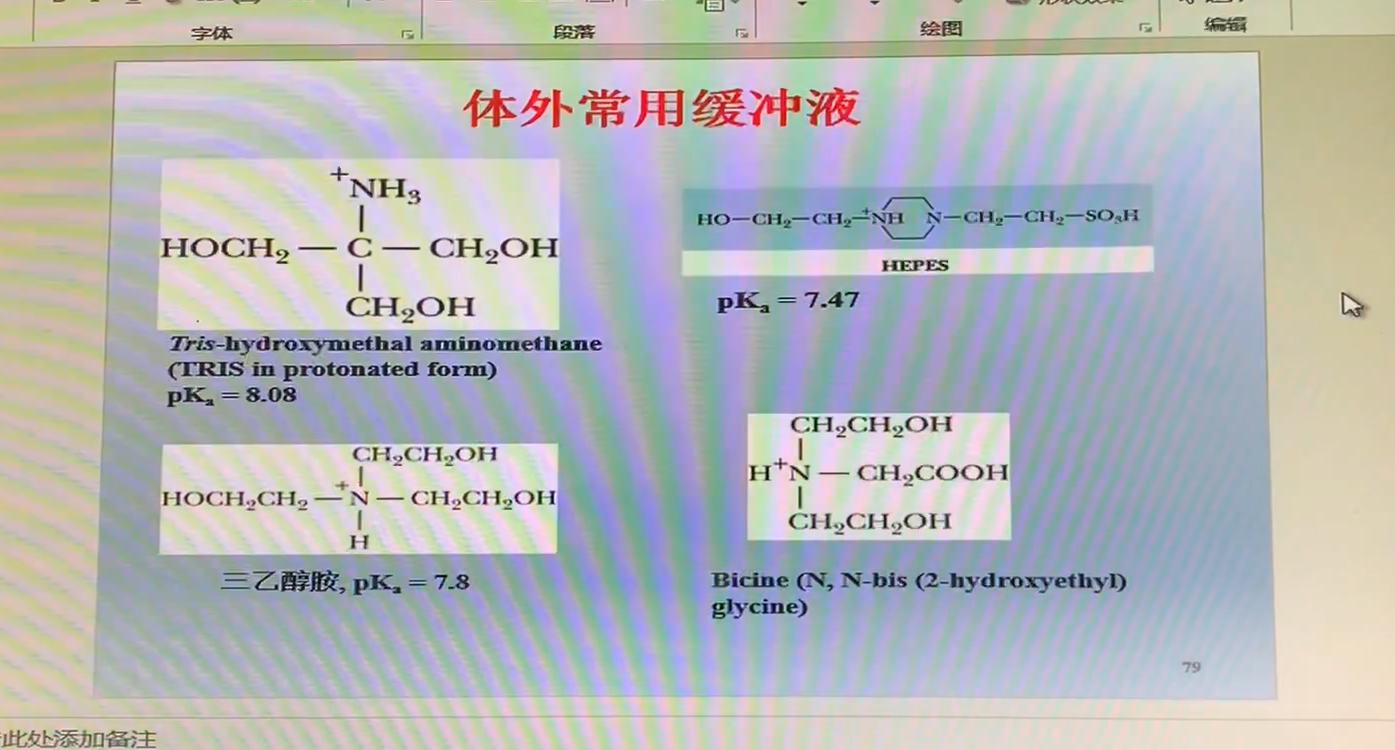 字体
段落
绘图
编辑
体外常用缓冲液
⁺NH₃
HOCH₂ — C — CH₂OH
CH₂OH
Tris-hydroxymethal aminomethane
(TRIS in protonated form)
pKₐ = 8.08
HO—CH₂—CH₂—⁺NH N—CH₂—CH₂—SO₃H
HEPES
pKₐ = 7.47
CH₂CH₂OH
HOCH₂CH₂ —⁺N — CH₂CH₂OH
H
三乙醇胺, pKₐ = 7.8
CH₂CH₂OH
H⁺N — CH₂COOH
CH₂CH₂OH
Bicine (N, N-bis (2-hydroxyethyl)
glycine)
79
此处添加备注